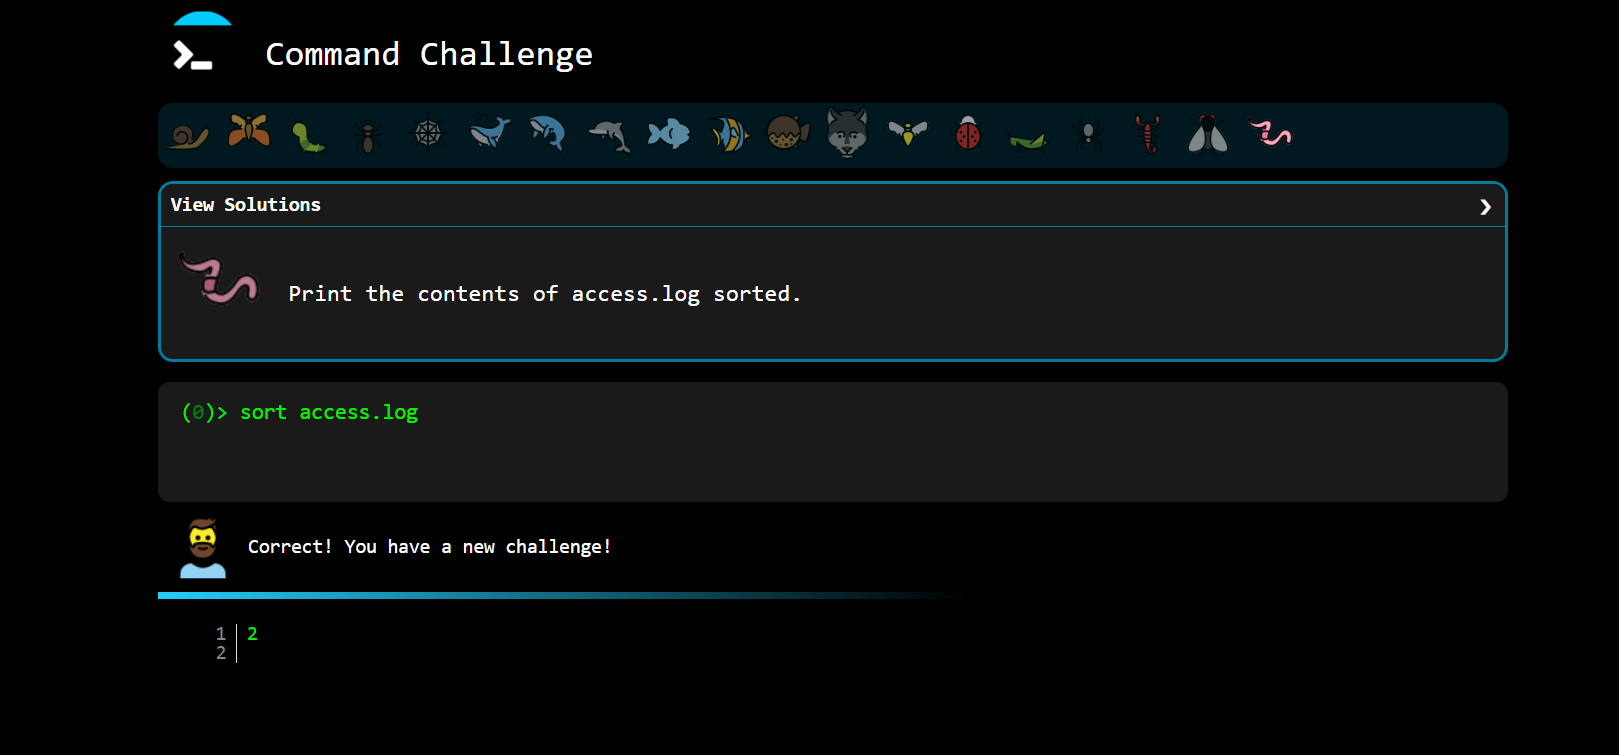 Command Challenge
View Solutions
Print the contents of access.log sorted.
(0)> sort access.log
Correct! You have a new challenge!
1 2
2